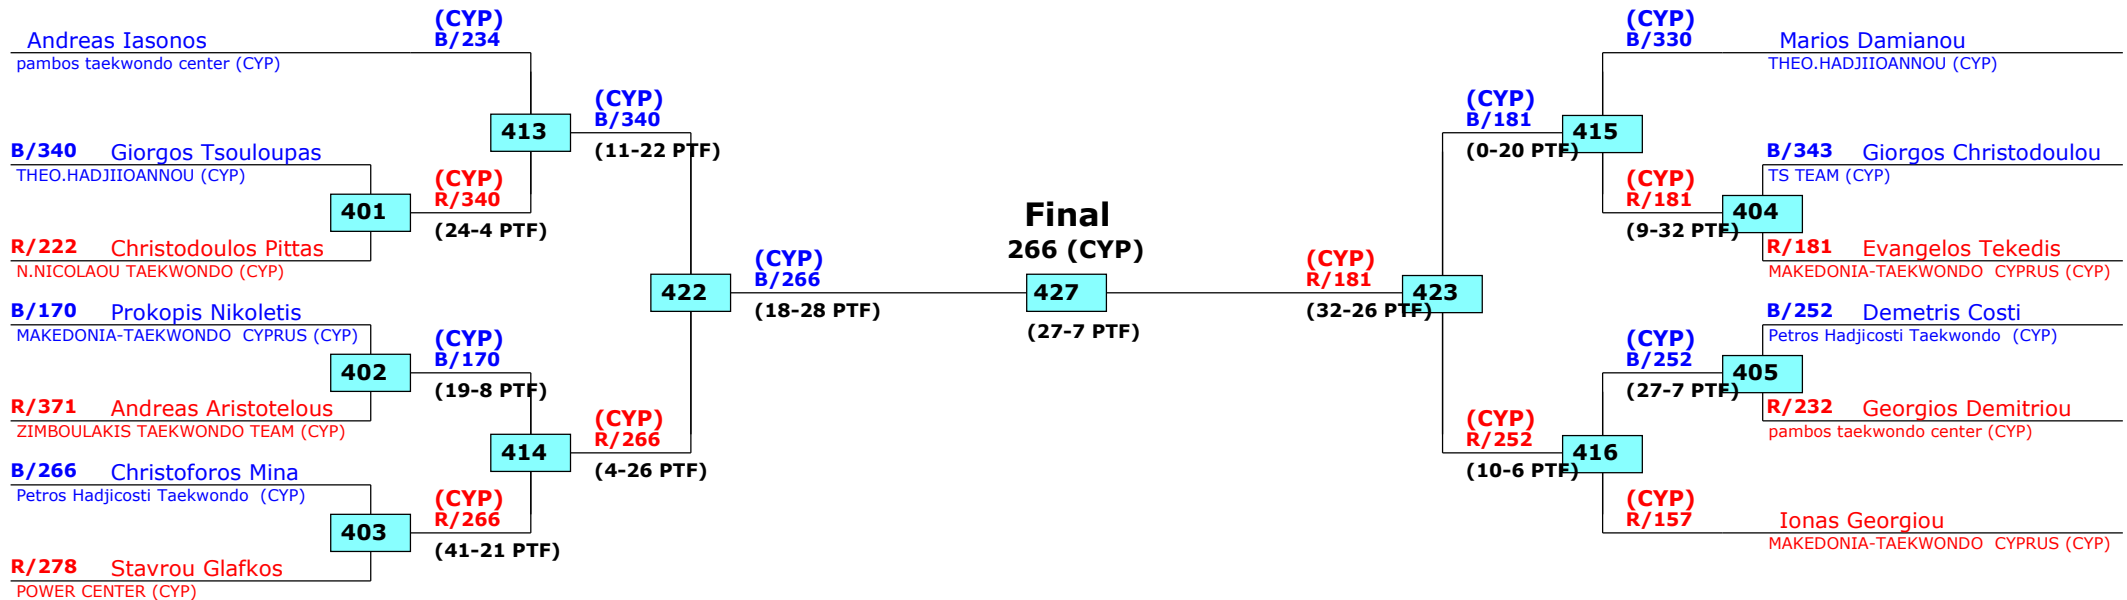 (CYP)
B/234
Andreas Iasonos
pambos taekwondo center (CYP)
B/340 Giorgos Tsouloupas
THEO.HADJIIOANNOU (CYP)
401
R/222 Christodoulos Pittas
N.NICOLAOU TAEKWONDO (CYP)
(CYP)
R/340
(24-4 PTF)
413
(CYP)
B/340
(11-22 PTF)
B/170 Prokopis Nikoletis
MAKEDONIA-TAEKWONDO  CYPRUS (CYP)
402
R/371 Andreas Aristotelous
ZIMBOULAKIS TAEKWONDO TEAM (CYP)
(CYP)
B/170
(19-8 PTF)
B/266 Christoforos Mina
Petros Hadjicosti Taekwondo  (CYP)
403
R/278 Stavrou Glafkos
POWER CENTER (CYP)
(CYP)
R/266
(41-21 PTF)
414
(CYP)
R/266
(4-26 PTF)
422
(CYP)
B/266
(18-28 PTF)
Final
266 (CYP)
427
(27-7 PTF)
(CYP)
R/181
(32-26 PTF)
423
(CYP)
B/181
(0-20 PTF)
415
(CYP)
B/330
Marios Damianou
THEO.HADJIIOANNOU (CYP)
(CYP)
R/181
(9-32 PTF)
404
B/343 Giorgos Christodoulou
TS TEAM (CYP)
R/181 Evangelos Tekedis
MAKEDONIA-TAEKWONDO  CYPRUS (CYP)
(CYP)
R/252
(10-6 PTF)
416
(CYP)
B/252
(27-7 PTF)
405
B/252 Demetris Costi
Petros Hadjicosti Taekwondo  (CYP)
R/232 Georgios Demitriou
pambos taekwondo center (CYP)
(CYP)
R/157
Ionas Georgiou
MAKEDONIA-TAEKWONDO  CYPRUS (CYP)